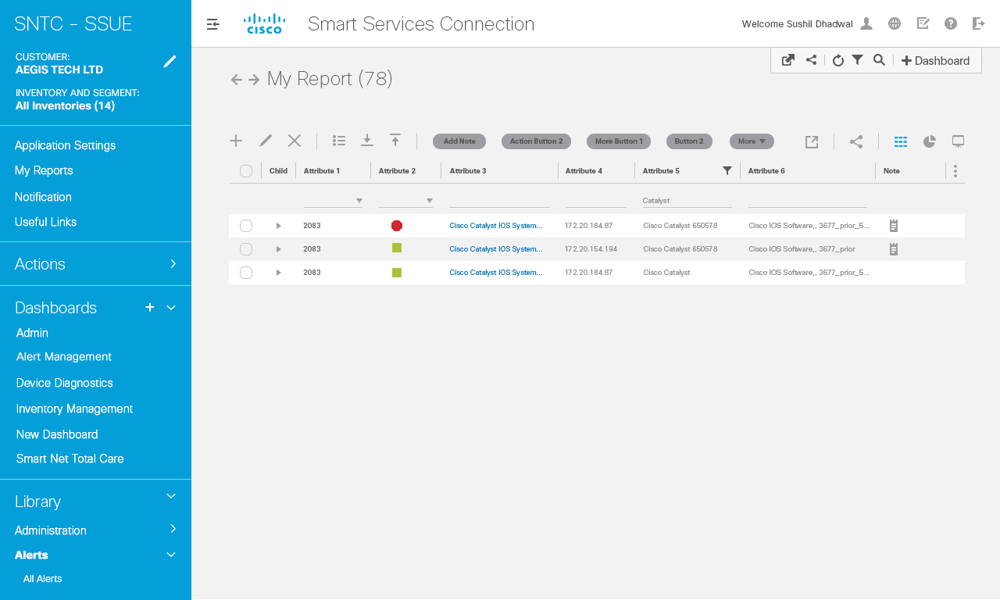 SNTC - SSUE
CUSTOMER:
AEGIS TECH LTD
INVENTORY AND SEGMENT:
All Inventories (14)
Application Settings
My Reports
Notification
Useful Links
Actions
Dashboards
Admin
Alert Management
Device Diagnostics
Inventory Management
New Dashboard
Smart Net Total Care
Library
Administration
Alerts
All Alerts
CISCO
Smart Services Connection
Welcome Sushil Dhadwal
Dashboard
My Report (78)
Add Note Action Button 2 More Button 1 Button 2 More
Child Attribute 1 Attribute 2 Attribute 3 Attribute 4 Attribute 5 Attribute 6 Note
Catalyst
2083 Cisco Catalyst IOS System... 172.20.184.87 Cisco Catalyst 650578 Cisco IOS Software,, 3677_prior_5...
2083 Cisco Catalyst IOS System... 172.20.154.194 Cisco Catalyst 650578 Cisco IOS Software,, 3677_prior
2083 Cisco Catalyst IOS System... 172.20.184.87 Cisco Catalyst Cisco IOS Software,, 3677_prior_5...